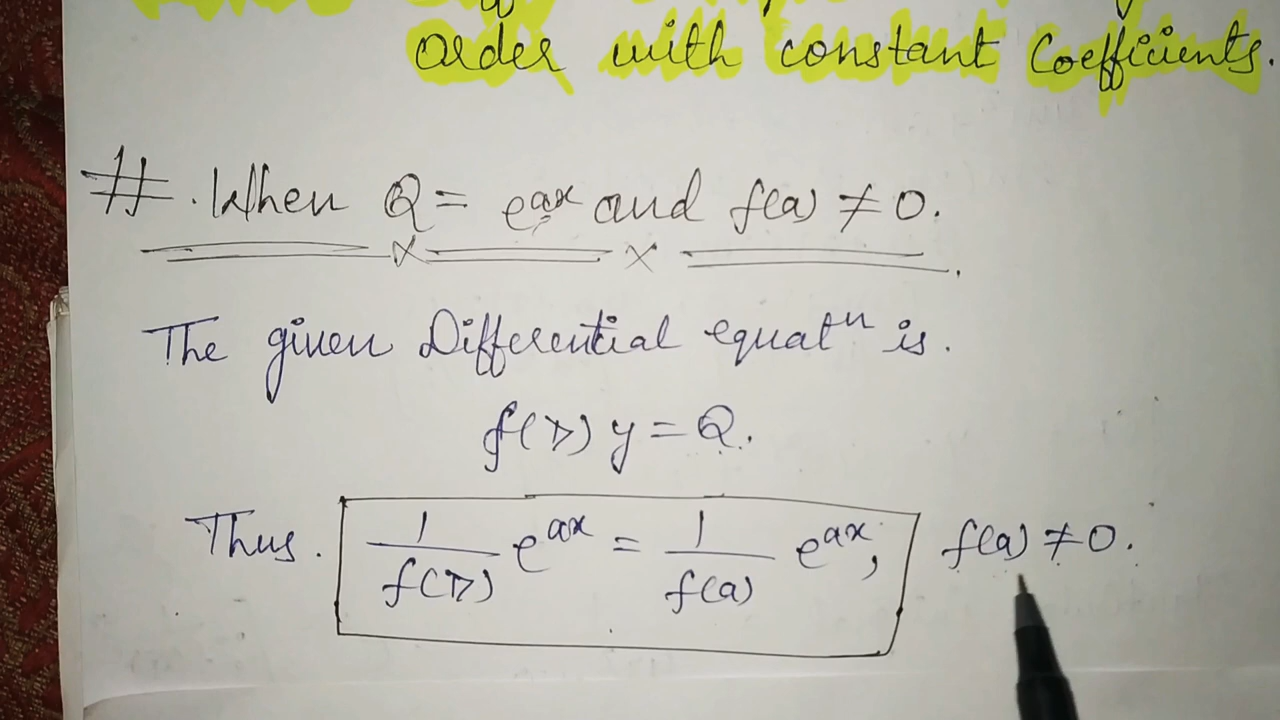 order with constant Coefficients.
#. When Q = e^ax and f(a) ≠ 0.
The given Differential equatⁿ is.
f(D) y = Q.
Thus. 1/f(D) e^ax = 1/f(a) e^ax; f(a) ≠ 0.